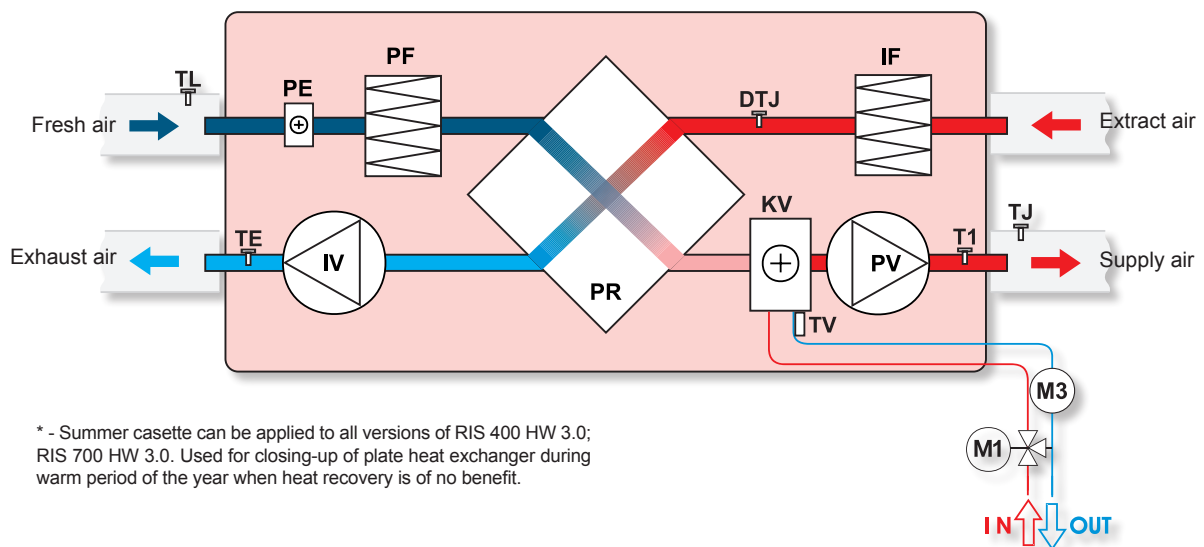 PF
IF
TL
PE
DTJ
Fresh air
Extract air
KV
TJ
TE
T1
Exhaust air
IV
PV
Supply air
PR
TV
M3
* - Summer casette can be applied to all versions of RIS 400 HW 3.0;
RIS 700 HW 3.0. Used for closing-up of plate heat exchanger during
warm period of the year when heat recovery is of no benefit.
M1
IN
OUT